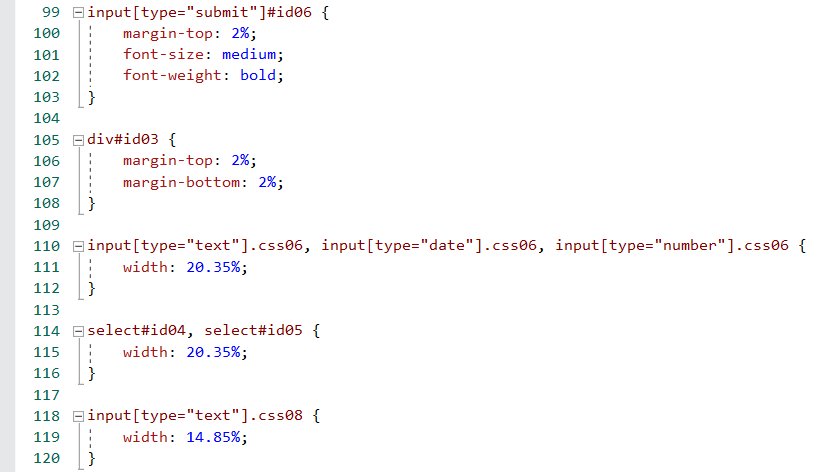 99 input[type="submit"]#id06 {
100 margin-top: 2%;
101 font-size: medium;
102 font-weight: bold;
103 }
104
105 div#id03 {
106 margin-top: 2%;
107 margin-bottom: 2%;
108 }
109
110 input[type="text"].css06, input[type="date"].css06, input[type="number"].css06 {
111 width: 20.35%;
112 }
113
114 select#id04, select#id05 {
115 width: 20.35%;
116 }
117
118 input[type="text"].css08 {
119 width: 14.85%;
120 }